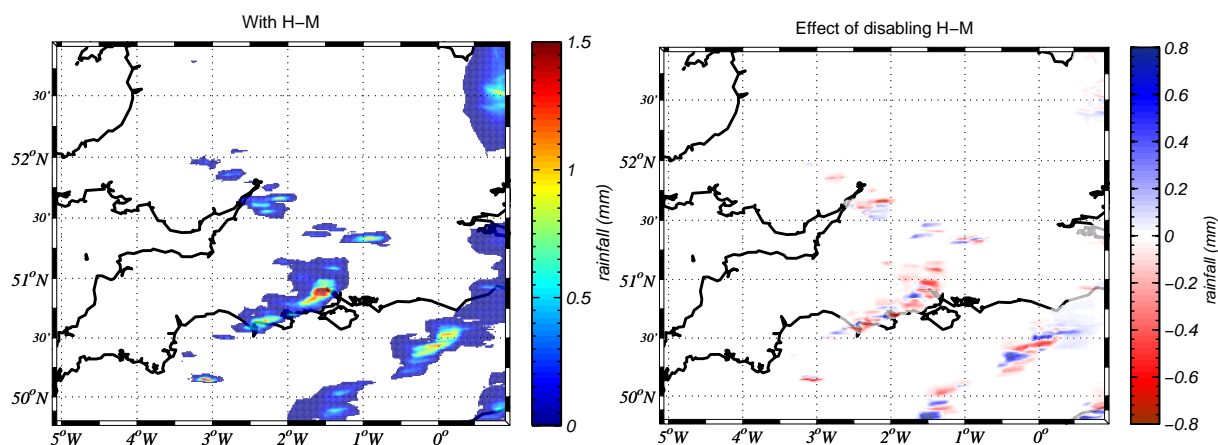 With H−M
30'
52°N
30'
51°N
30'
50°N
5°W
4°W
3°W
2°W
1°W
0°
1.5
1
0.5
0
rainfall (mm)
Effect of disabling H−M
30'
52°N
30'
51°N
30'
50°N
5°W
4°W
3°W
2°W
1°W
0°
0.8
0.6
0.4
0.2
0
−0.2
−0.4
−0.6
−0.8
rainfall (mm)